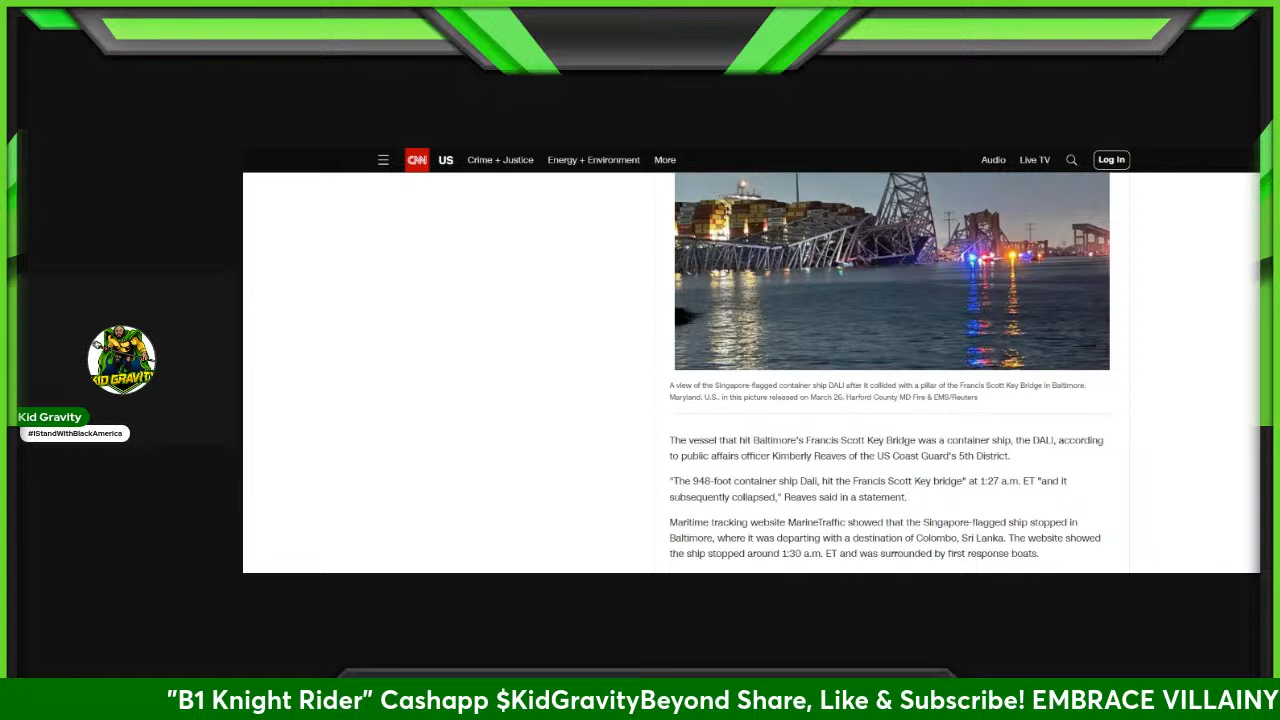 CNN US Crime + Justice Energy + Environment More Audio Live TV Log In
A view of the Singapore-flagged container ship DALI after it collided with a pillar of the Francis Scott Key Bridge in Baltimore,
Maryland, U.S., in this picture released on March 26. Harford County MD Fire & EMS/Reuters
The vessel that hit Baltimore's Francis Scott Key Bridge was a container ship, the DALI, according
to public affairs officer Kimberly Reaves of the US Coast Guard's 5th District.
"The 948-foot container ship Dali, hit the Francis Scott Key bridge" at 1:27 a.m. ET "and it
subsequently collapsed," Reaves said in a statement.
Maritime tracking website MarineTraffic showed that the Singapore-flagged ship stopped in
Baltimore, where it was departing with a destination of Colombo, Sri Lanka. The website showed
the ship stopped around 1:30 a.m. ET and was surrounded by first response boats.
KID GRAVITY
Kid Gravity
#IStandWithBlackAmerica
"B1 Knight Rider" Cashapp $KidGravityBeyond Share, Like & Subscribe! EMBRACE VILLAINY